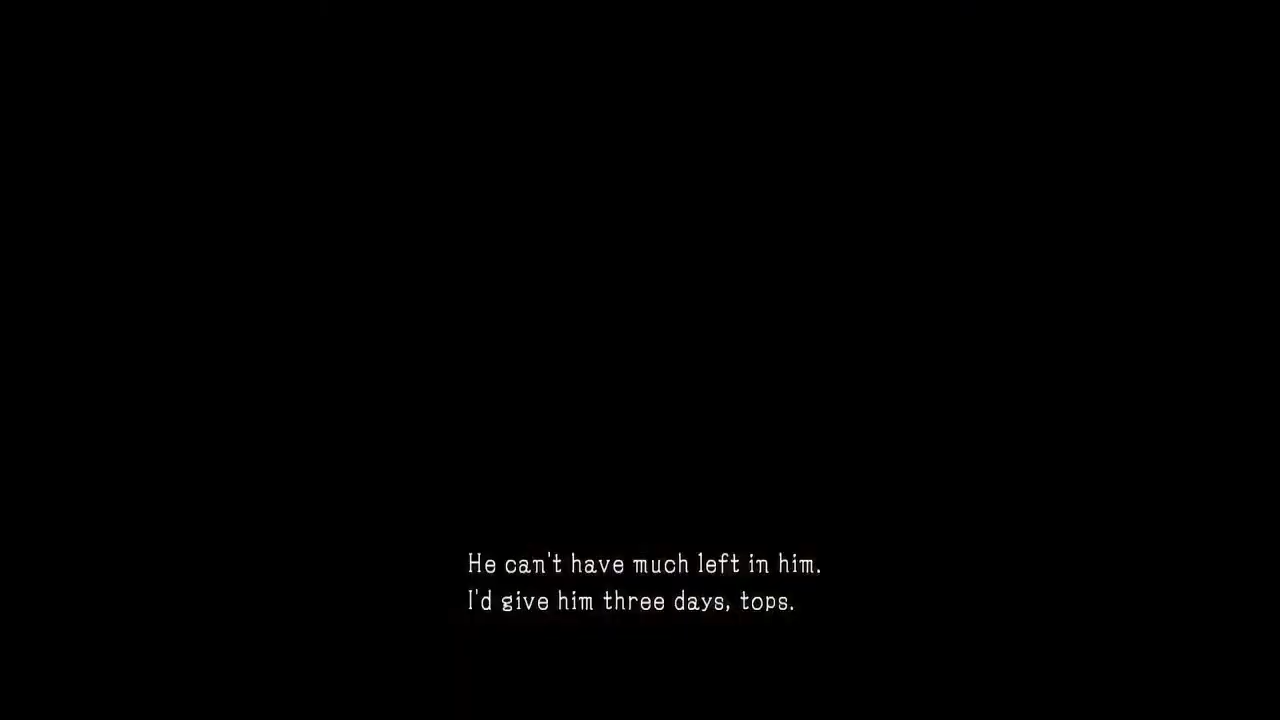 He can't have much left in him.
I'd give him three days, tops.